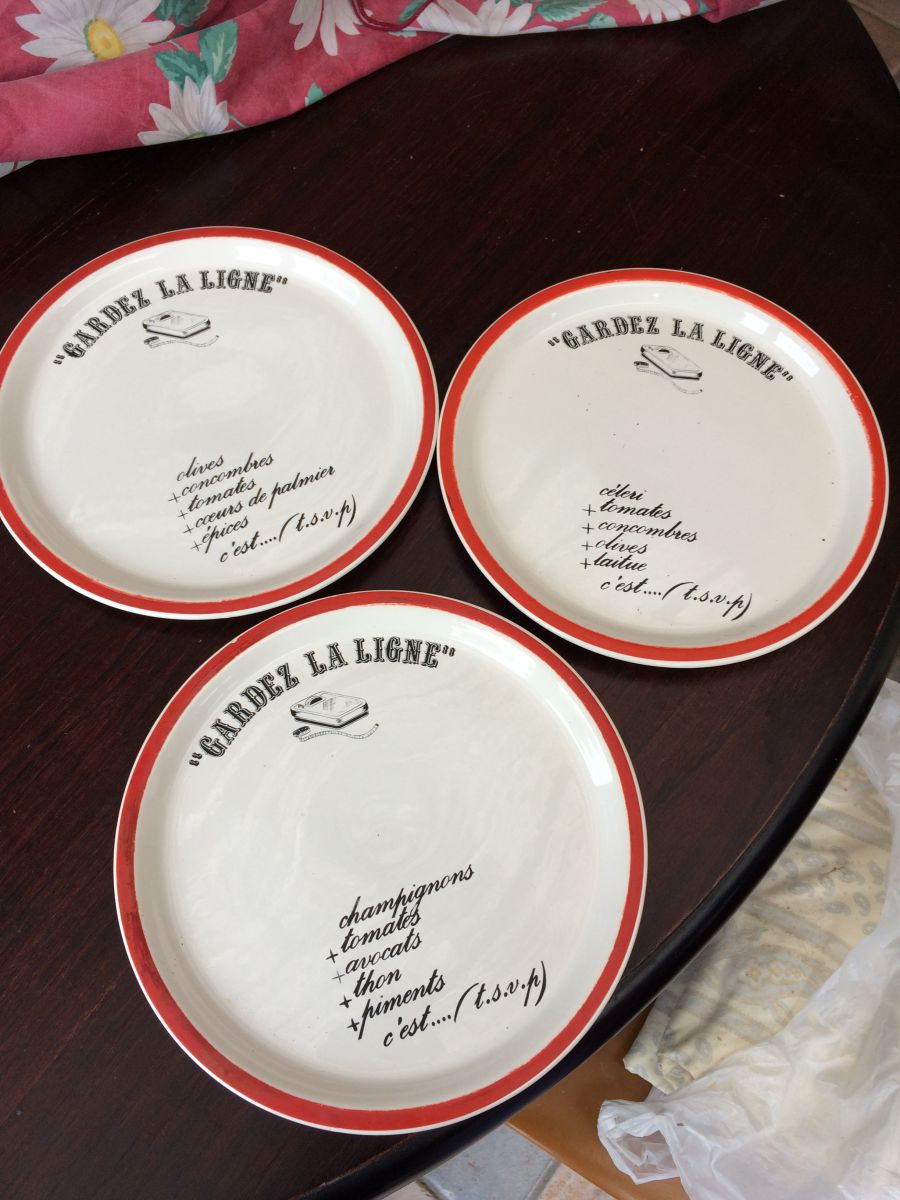 "GARDEZ LA LIGNE"
olives
+concombres
+tomates
+cœurs de palmier
+épices
c'est....(t.s.v.p)
"GARDEZ LA LIGNE"
céleri
+tomates
+concombres
+olives
+laitue
c'est....(t.s.v.p)
"GARDEZ LA LIGNE"
champignons
+tomates
+avocats
+thon
+piments
c'est....(t.s.v.p)